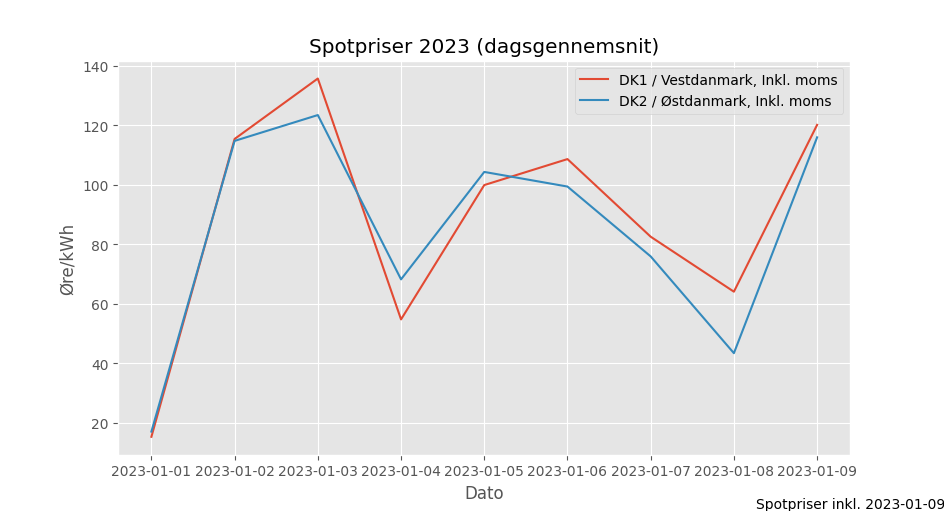 Spotpriser 2023 (dagsgennemsnit)
DK1 / Vestdanmark, Inkl. moms
DK2 / Østdanmark, Inkl. moms
Øre/kWh
140
120
100
80
60
40
20
2023-01-01 2023-01-02 2023-01-03 2023-01-04 2023-01-05 2023-01-06 2023-01-07 2023-01-08 2023-01-09
Dato
Spotpriser inkl. 2023-01-09